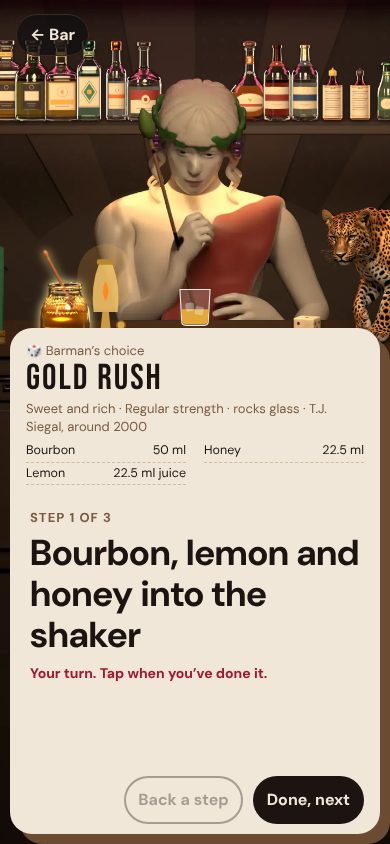 ← Bar
Barman’s choice
GOLD RUSH
Sweet and rich · Regular strength · rocks glass · T.J.
Siegal, around 2000
Bourbon 50 ml
Honey 22.5 ml
Lemon 22.5 ml juice
STEP 1 OF 3
Bourbon, lemon and
honey into the
shaker
Your turn. Tap when you’ve done it.
Back a step
Done, next